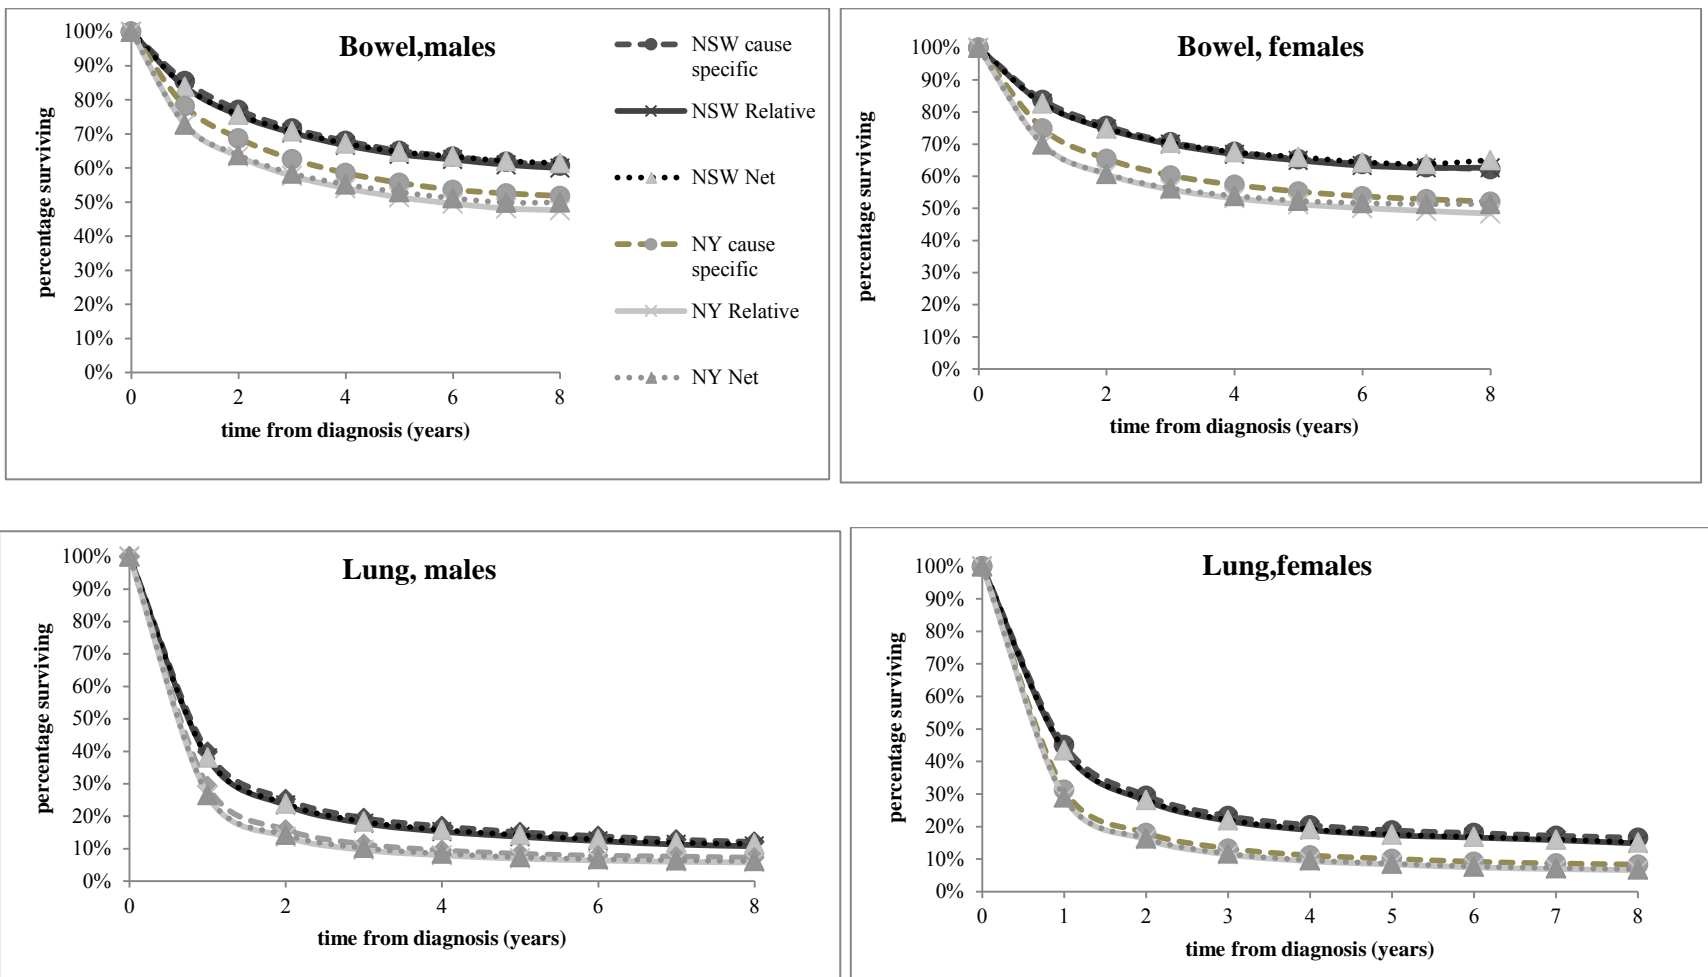 Bowel,males
percentage surviving
100%
90%
80%
70%
60%
50%
40%
30%
20%
10%
0%
0 2 4 6 8
time from diagnosis (years)
NSW cause
specific
NSW Relative
NSW Net
NY cause
specific
NY Relative
NY Net
Bowel, females
percentage surviving
100%
90%
80%
70%
60%
50%
40%
30%
20%
10%
0%
0 2 4 6 8
time from diagnosis (years)
Lung, males
percentage surviving
100%
90%
80%
70%
60%
50%
40%
30%
20%
10%
0%
0 2 4 6 8
time from diagnosis (years)
Lung,females
percentage surviving
100%
90%
80%
70%
60%
50%
40%
30%
20%
10%
0%
0 1 2 3 4 5 6 7 8
time from diagnosis (years)